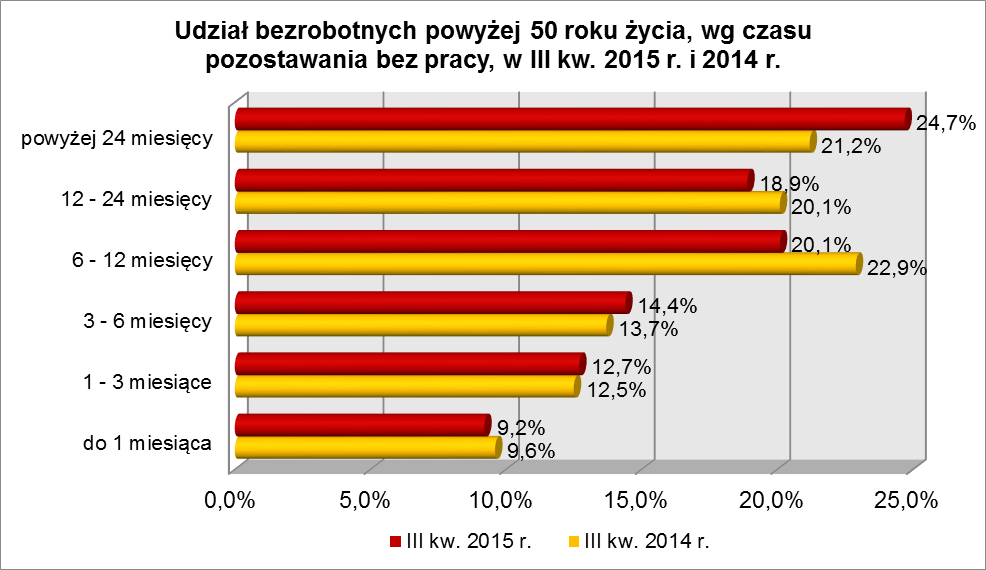 Udział bezrobotnych powyżej 50 roku życia, wg czasu
pozostawania bez pracy, w III kw. 2015 r. i 2014 r.
powyżej 24 miesięcy
24,7%
21,2%
12 - 24 miesięcy
18,9%
20,1%
6 - 12 miesięcy
20,1%
22,9%
3 - 6 miesięcy
14,4%
13,7%
1 - 3 miesiące
12,7%
12,5%
do 1 miesiąca
9,2%
9,6%
0,0% 5,0% 10,0% 15,0% 20,0% 25,0%
III kw. 2015 r. III kw. 2014 r.